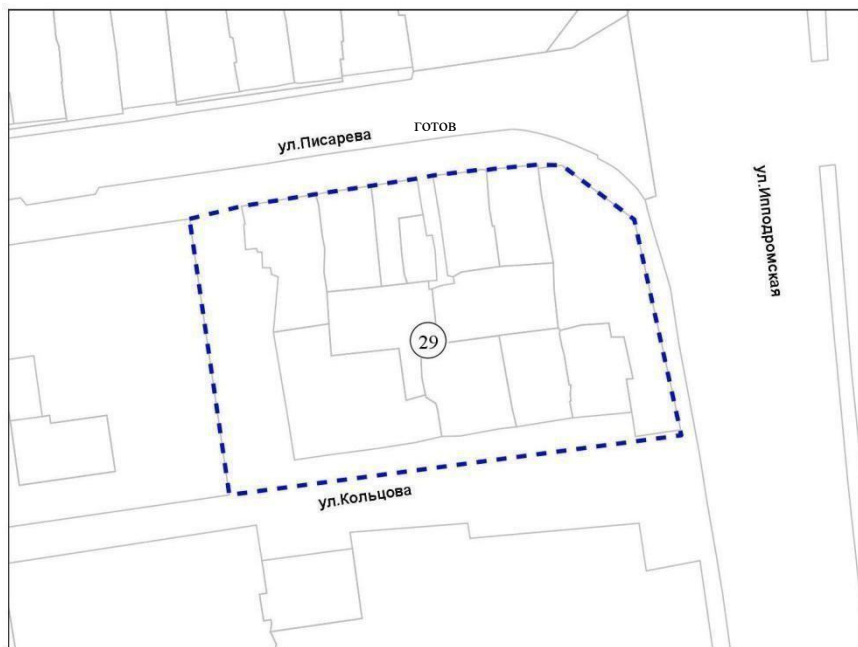 готов
ул.Писарева
ул.Ипподромская
29
ул.Кольцова